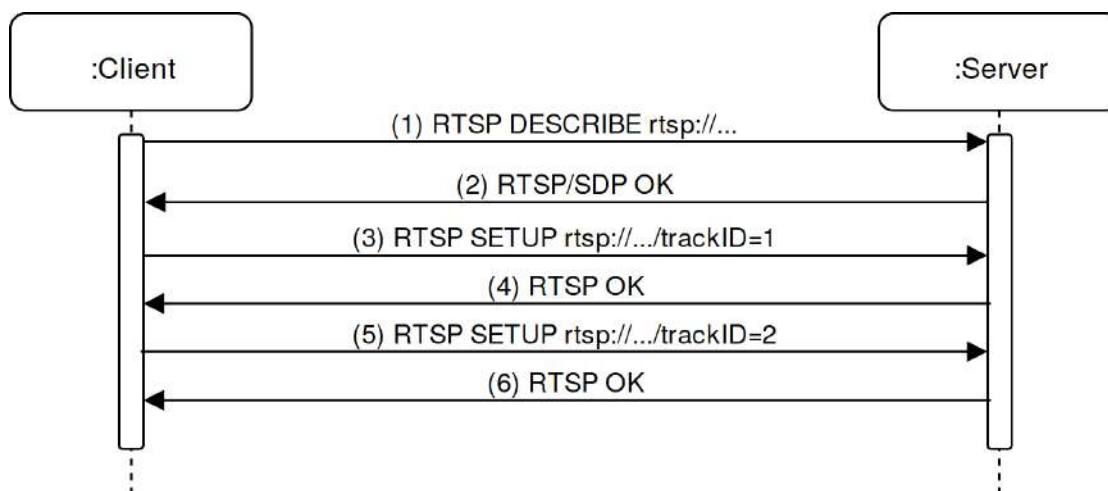 :Client
:Server
(1) RTSP DESCRIBE rtsp://...
(2) RTSP/SDP OK
(3) RTSP SETUP rtsp://.../trackID=1
(4) RTSP OK
(5) RTSP SETUP rtsp://.../trackID=2
(6) RTSP OK